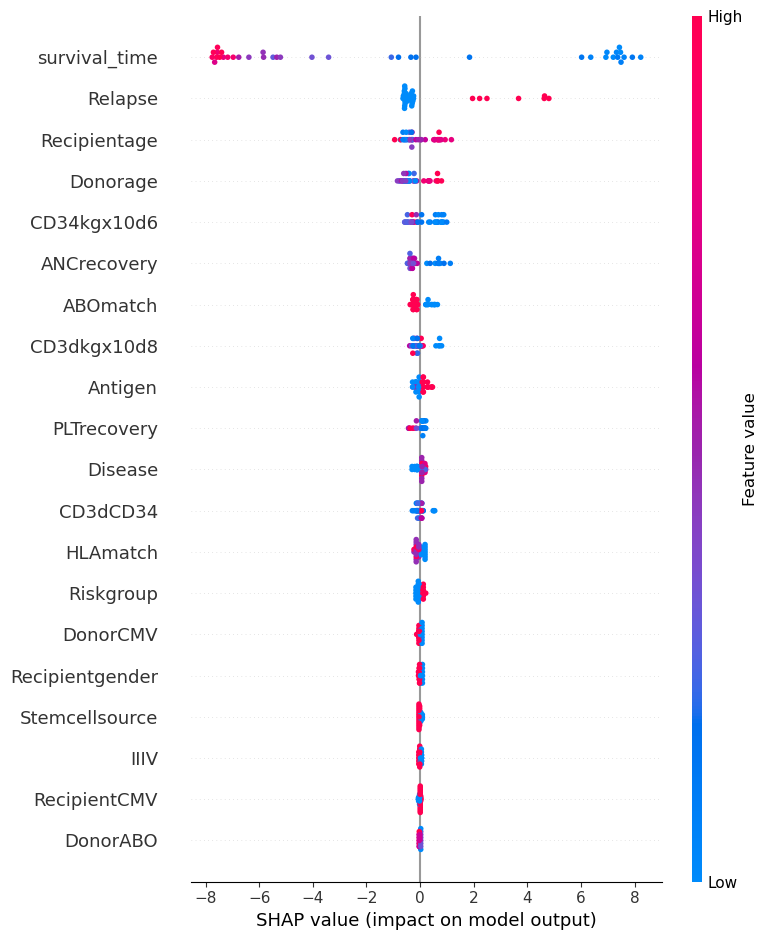 High
survival_time
Relapse
Recipientage
Donorage
CD34kgx10d6
ANCrecovery
ABOmatch
CD3dkgx10d8
Antigen
PLTrecovery
Disease
CD3dCD34
HLAmatch
Riskgroup
DonorCMV
Recipientgender
Stemcellsource
IIIV
RecipientCMV
DonorABO
Feature value
Low
−8 −6 −4 −2 0 2 4 6 8
SHAP value (impact on model output)